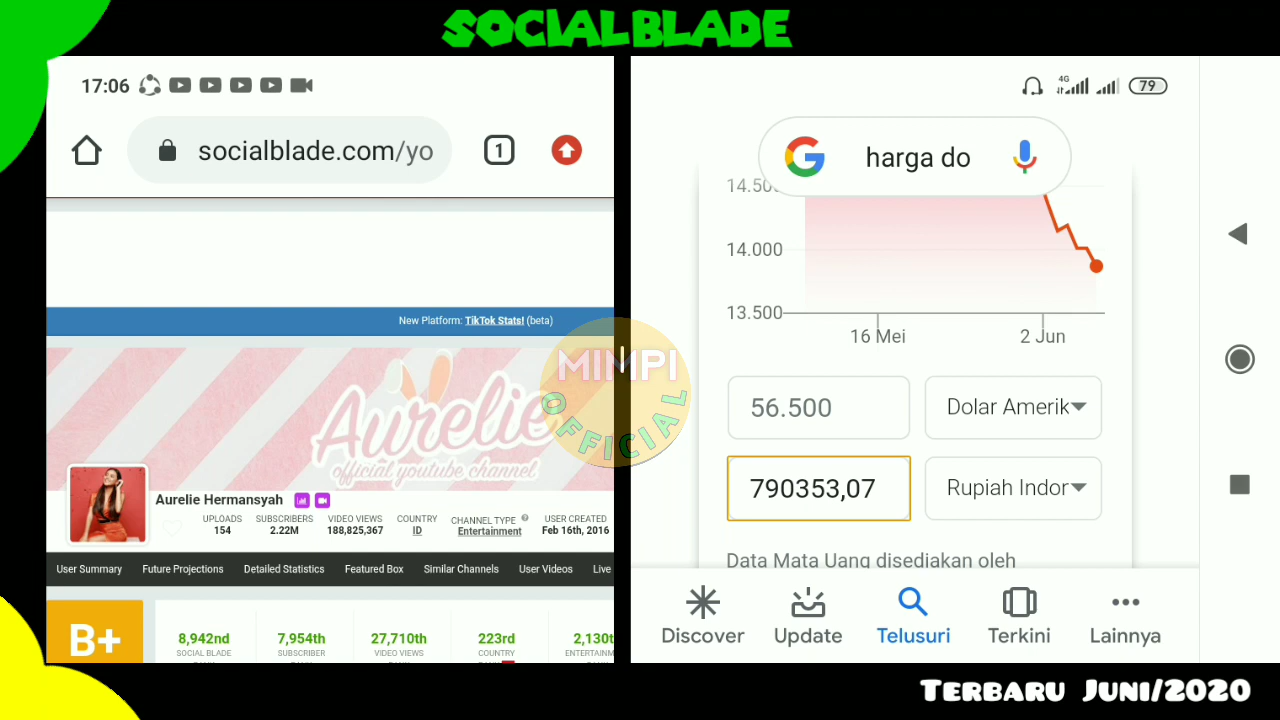 SOCIALBLADE
17:06
socialblade.com/yo
1
New Platform: TikTok Stats! (beta)
Aurelie
official youtube channel
Aurelie Hermansyah
UPLOADS
154
SUBSCRIBERS
2.22M
VIDEO VIEWS
188,825,367
COUNTRY
ID
CHANNEL TYPE
Entertainment
USER CREATED
Feb 16th, 2016
User Summary Future Projections Detailed Statistics Featured Box Similar Channels User Videos Live
B+
8,942nd
SOCIAL BLADE
7,954th
SUBSCRIBER
27,710th
VIDEO VIEWS
223rd
COUNTRY
2,130t
ENTERTAINM
MIMPI
OFFICIAL
4G
79
harga do
14.500
14.000
13.500
16 Mei 2 Jun
56.500 Dolar Amerik
790353,07 Rupiah Indor
Data Mata Uang disediakan oleh
Discover Update Telusuri Terkini Lainnya
TERBARU JUNI/2020